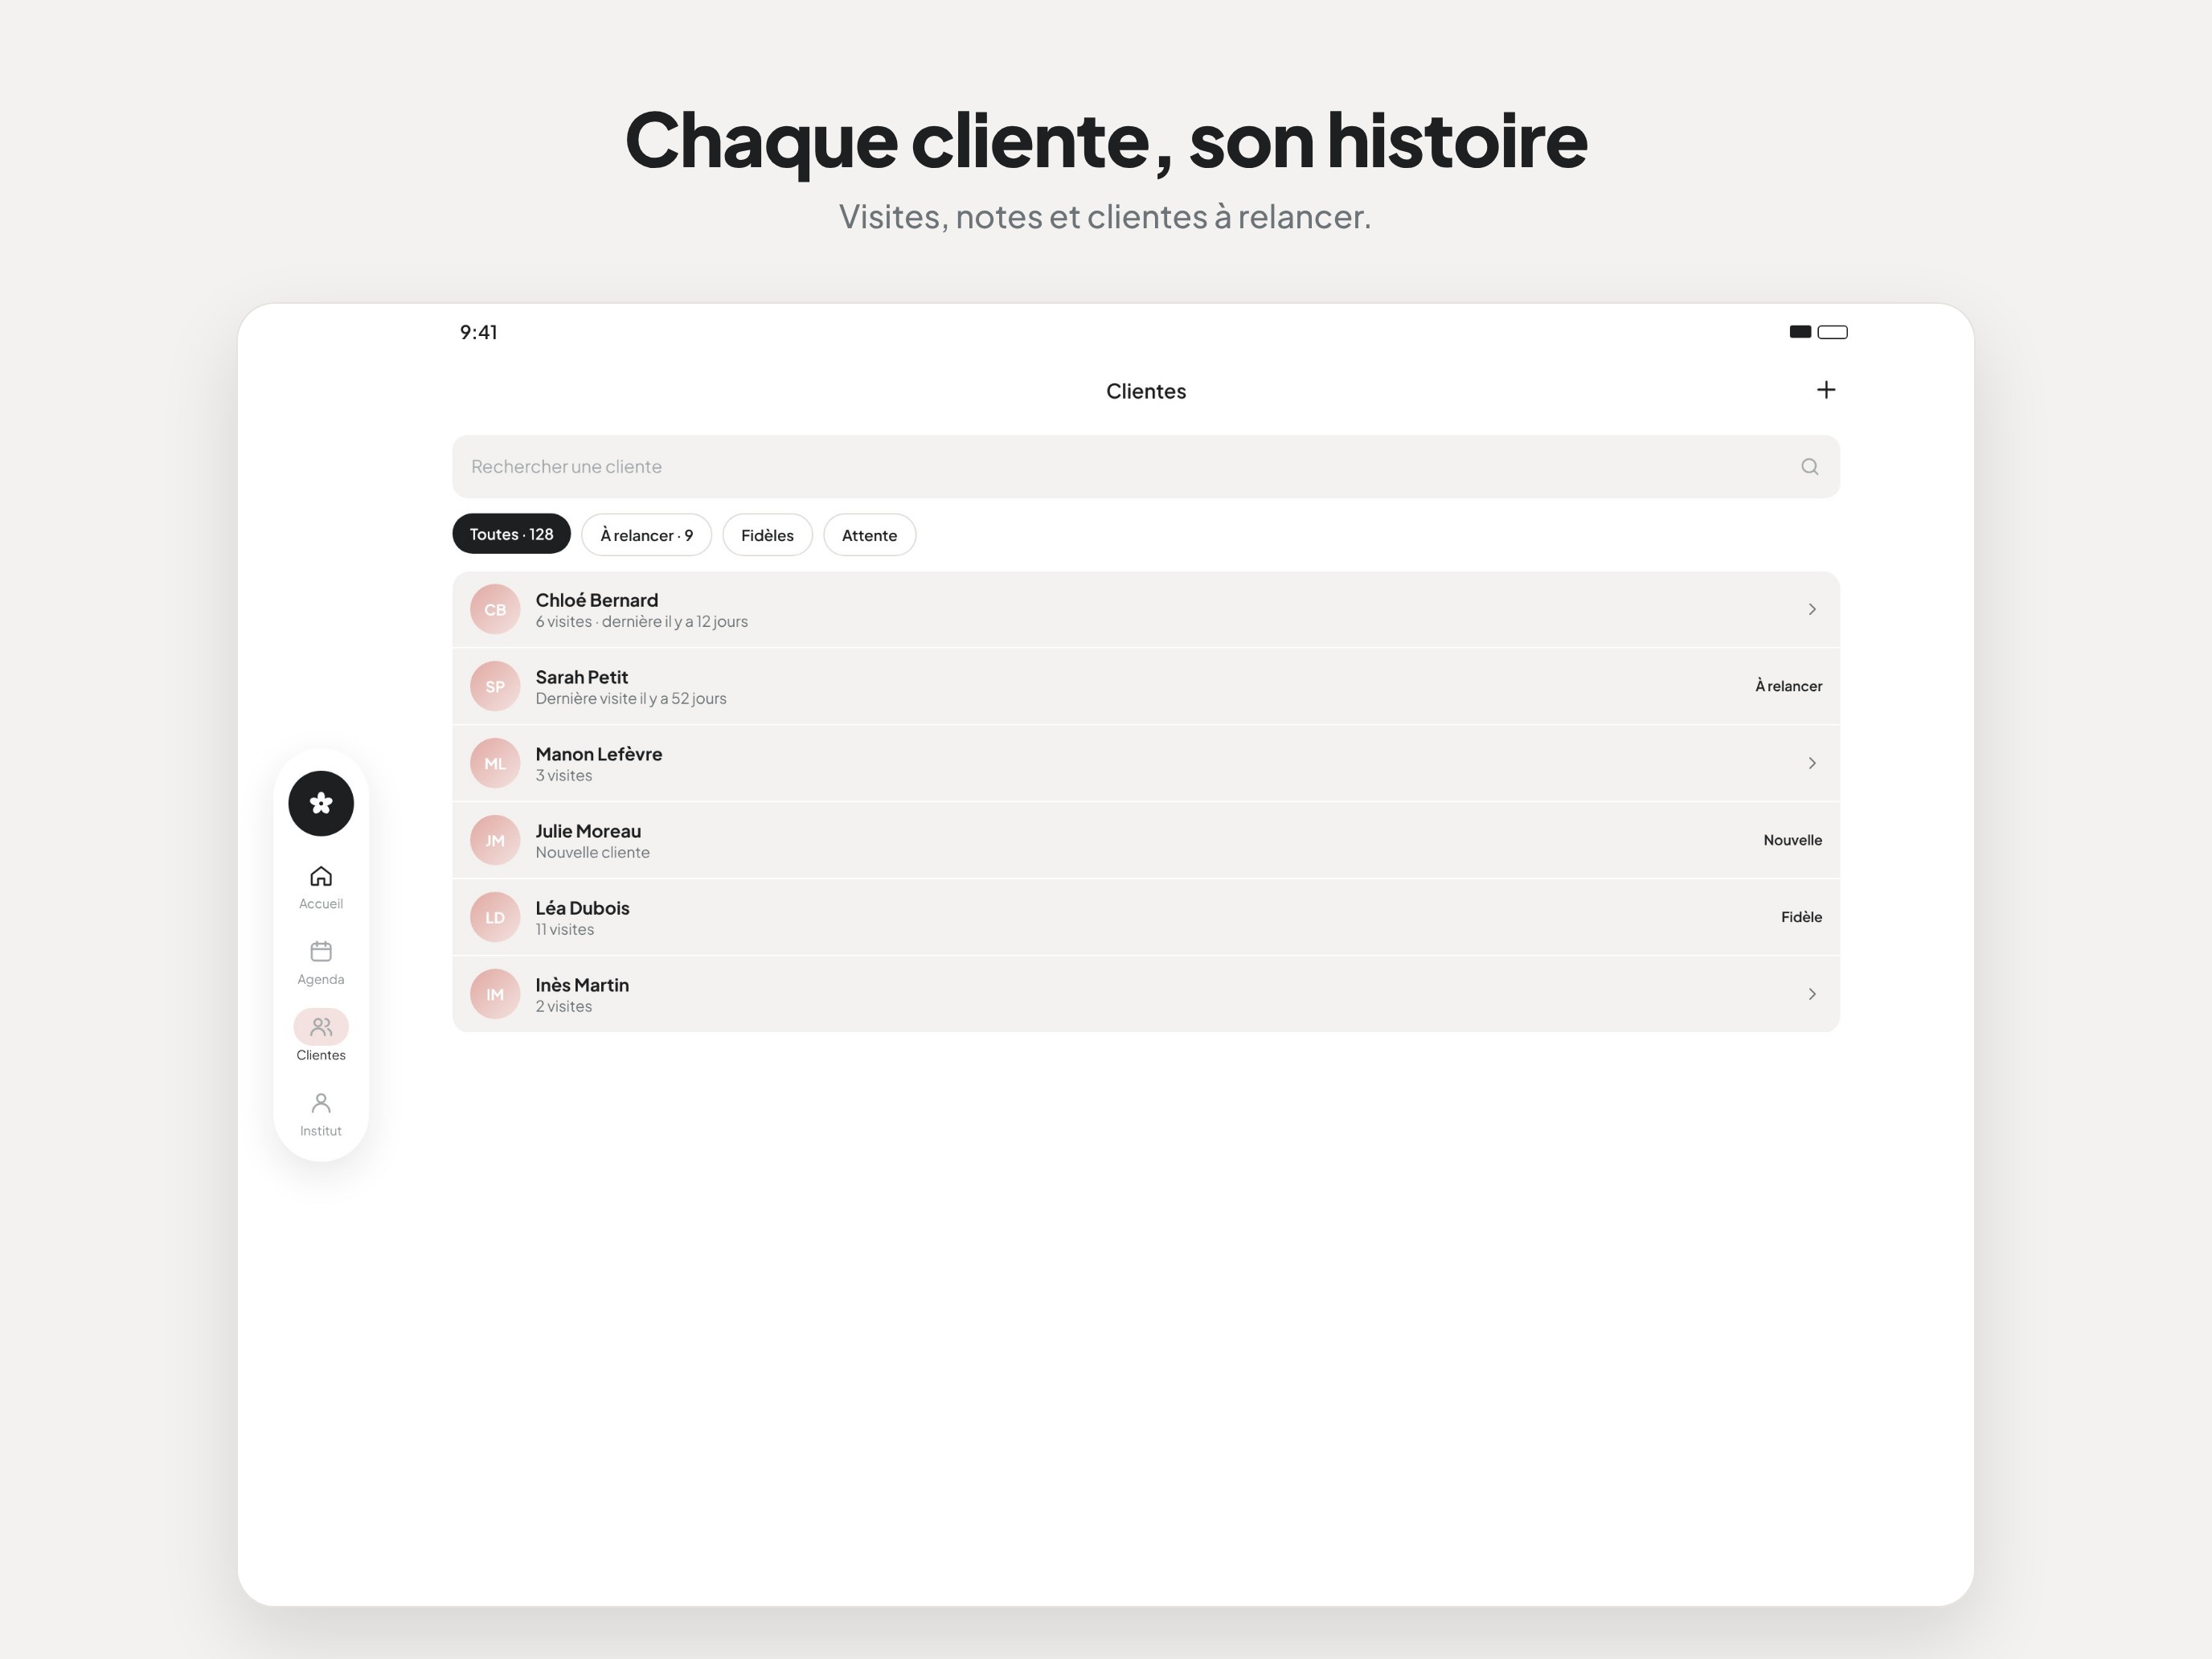 Chaque cliente, son histoire
Visites, notes et clientes à relancer.
9:41
Clientes
Rechercher une cliente
Toutes · 128
À relancer · 9
Fidèles
Attente
CB
Chloé Bernard
6 visites · dernière il y a 12 jours
SP
Sarah Petit
Dernière visite il y a 52 jours
À relancer
ML
Manon Lefèvre
3 visites
JM
Julie Moreau
Nouvelle cliente
Nouvelle
LD
Léa Dubois
11 visites
Fidèle
IM
Inès Martin
2 visites
Accueil
Agenda
Clientes
Institut